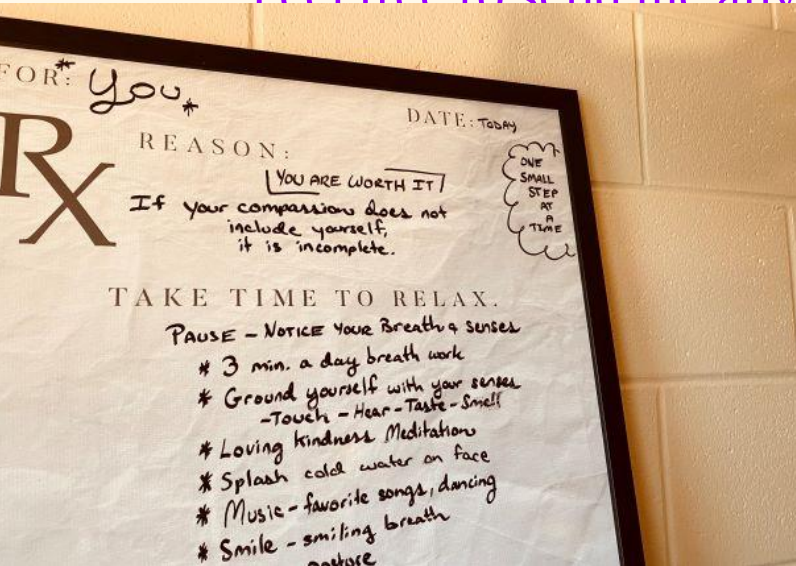 FOR: *You*
DATE: TODAY
RX
REASON:
YOU ARE WORTH IT
If your compassion does not
include yourself,
it is incomplete.
ONE
SMALL
STEP
AT
A
TIME
TAKE TIME TO RELAX.
PAUSE - NOTICE YOUR Breath & senses
* 3 min. a day breath work
* Ground yourself with your senses
- Touch - Hear - Taste - Smell
* Loving kindness Meditation
* Splash cold water on face
* Music - favorite songs, dancing
* Smile - smiling breath
posture